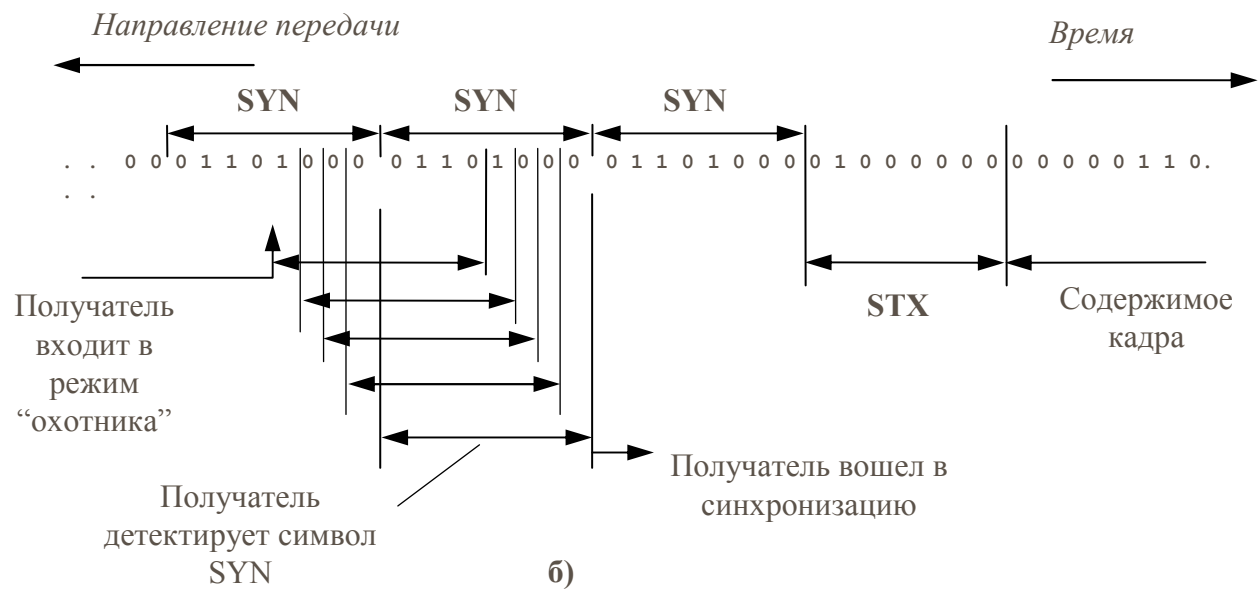 Направление передачи
Время
SYN SYN SYN
. . 0 0 0 1 1 0 1 0 0 0 0 1 1 0 1 0 0 0 0 1 1 0 1 0 0 0 0 1 0 0 0 0 0 0 0 0 0 0 0 1 1 0.
. .
Получатель
входит в
режим
“охотника”
STX
Содержимое
кадра
Получатель вошел в
синхронизацию
Получатель
детектирует символ
SYN
б)